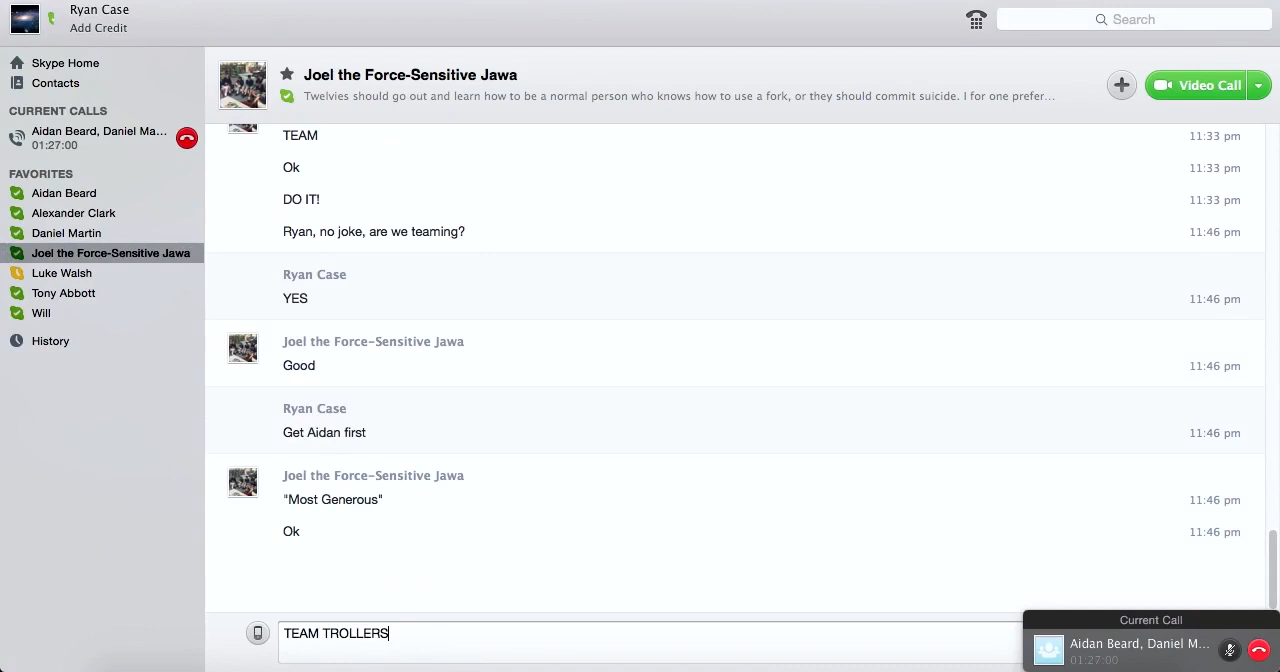 Ryan Case
Add Credit
Search
Skype Home
Contacts
CURRENT CALLS
Aidan Beard, Daniel Ma...
01:27:00
FAVORITES
Aidan Beard
Alexander Clark
Daniel Martin
Joel the Force-Sensitive Jawa
Luke Walsh
Tony Abbott
Will
History
Joel the Force-Sensitive Jawa
Twelvies should go out and learn how to be a normal person who knows how to use a fork, or they should commit suicide. I for one prefer...
Video Call
TEAM 11:33 pm
Ok 11:33 pm
DO IT! 11:33 pm
Ryan, no joke, are we teaming? 11:46 pm
Ryan Case
YES 11:46 pm
Joel the Force-Sensitive Jawa
Good 11:46 pm
Ryan Case
Get Aidan first 11:46 pm
Joel the Force-Sensitive Jawa
"Most Generous" 11:46 pm
Ok 11:46 pm
TEAM TROLLERS
Current Call
Aidan Beard, Daniel M...
01:27:00